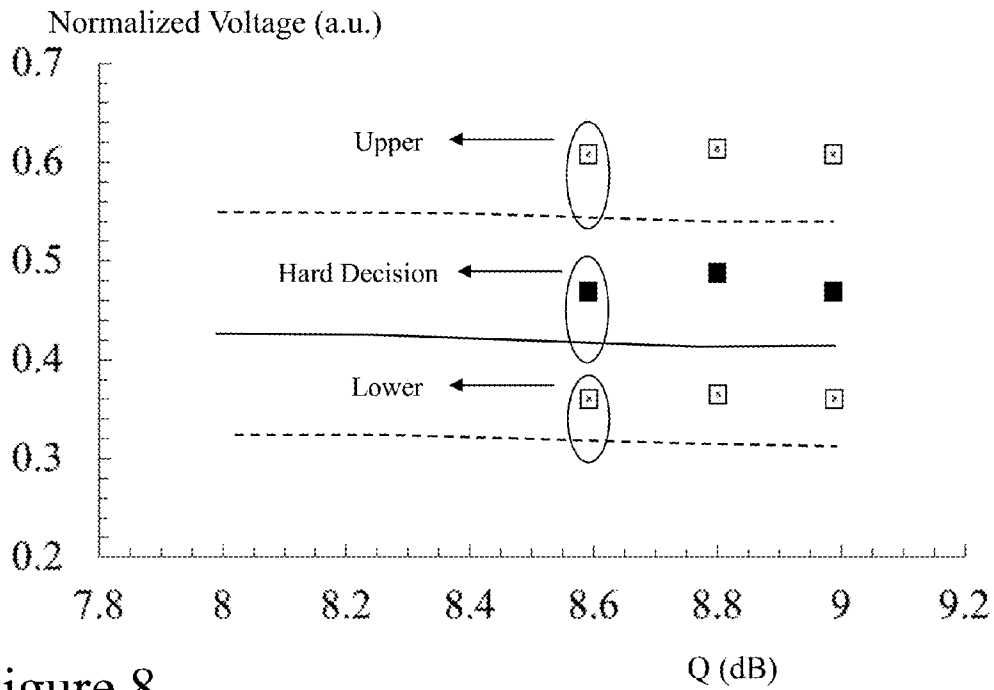 Normalized Voltage (a.u.)
0.7
Upper
0.6
0.5
Hard Decision
0.4
Lower
0.3
0.2
7.8 8 8.2 8.4 8.6 8.8 9 9.2
Q (dB)
igure 8